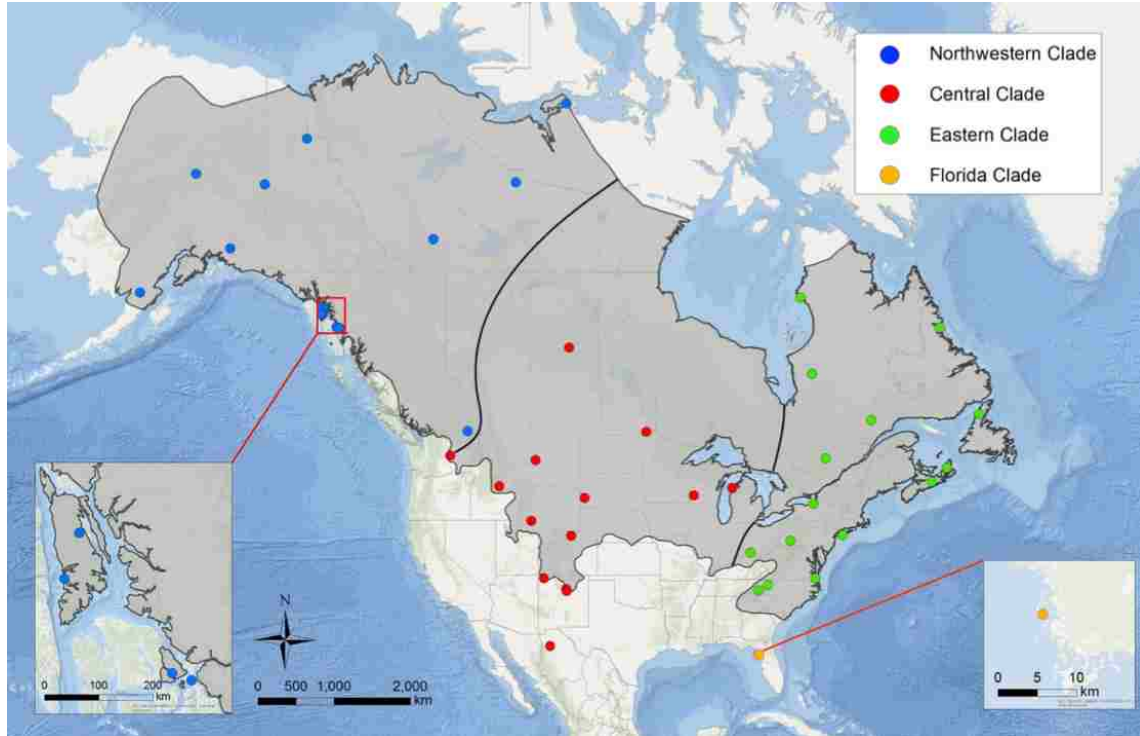 Northwestern Clade
Central Clade
Eastern Clade
Florida Clade
N
0 500 1,000 2,000
km
0 100 200
km
0 5 10
km